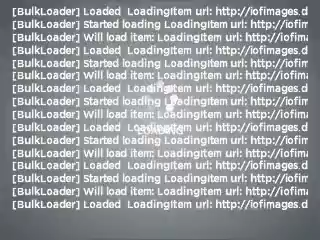 [BulkLoader] Loaded LoadingItem url: http://iofimages.d
[BulkLoader] Started loading LoadingItem url: http://iofim
[BulkLoader] Will load item: LoadingItem url: http://iofima
[BulkLoader] Loaded LoadingItem url: http://iofimages.d
[BulkLoader] Started loading LoadingItem url: http://iofim
[BulkLoader] Will load item: LoadingItem url: http://iofima
[BulkLoader] Loaded LoadingItem url: http://iofimages.d
[BulkLoader] Started loading LoadingItem url: http://iofim
[BulkLoader] Will load item: LoadingItem url: http://iofima
[BulkLoader] Loaded LoadingItem url: http://iofimages.d
[BulkLoader] Started loading LoadingItem url: http://iofim
[BulkLoader] Will load item: LoadingItem url: http://iofima
[BulkLoader] Loaded LoadingItem url: http://iofimages.d
[BulkLoader] Started loading LoadingItem url: http://iofim
[BulkLoader] Will load item: LoadingItem url: http://iofima
[BulkLoader] Loaded LoadingItem url: http://iofimages.d